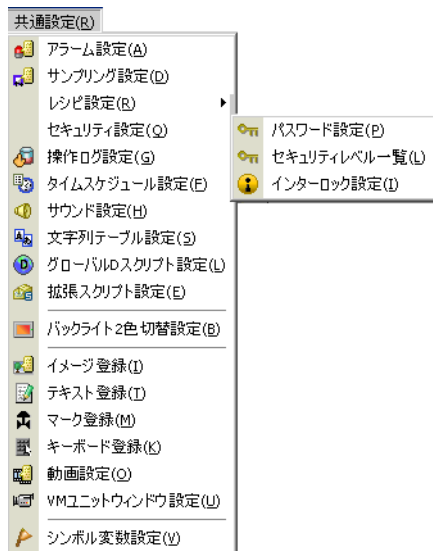 共通設定(R)
アラーム設定(A)
サンプリング設定(D)
レシピ設定(R)
セキュリティ設定(Q)
パスワード設定(P)
セキュリティレベル一覧(L)
インターロック設定(I)
操作ログ設定(G)
タイムスケジュール設定(F)
サウンド設定(H)
文字列テーブル設定(S)
グローバルDスクリプト設定(L)
拡張スクリプト設定(E)
バックライト2色切替設定(B)
イメージ登録(I)
テキスト登録(T)
マーク登録(M)
キーボード登録(K)
動画設定(O)
VMユニットウィンドウ設定(U)
シンボル変数設定(V)